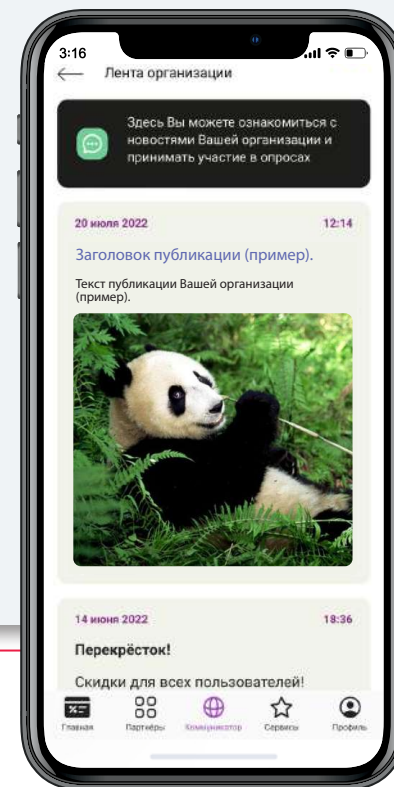 3:16
Лента организации
Здесь Вы можете ознакомиться с
новостями Вашей организации и
принимать участие в опросах
20 июля 2022 12:14
Заголовок публикации (пример).
Текст публикации Вашей организации
(пример).
14 июня 2022 18:36
Перекрёсток!
Скидки для всех пользователей!
Главная Партнёры Коммуникатор Сервисы Профиль